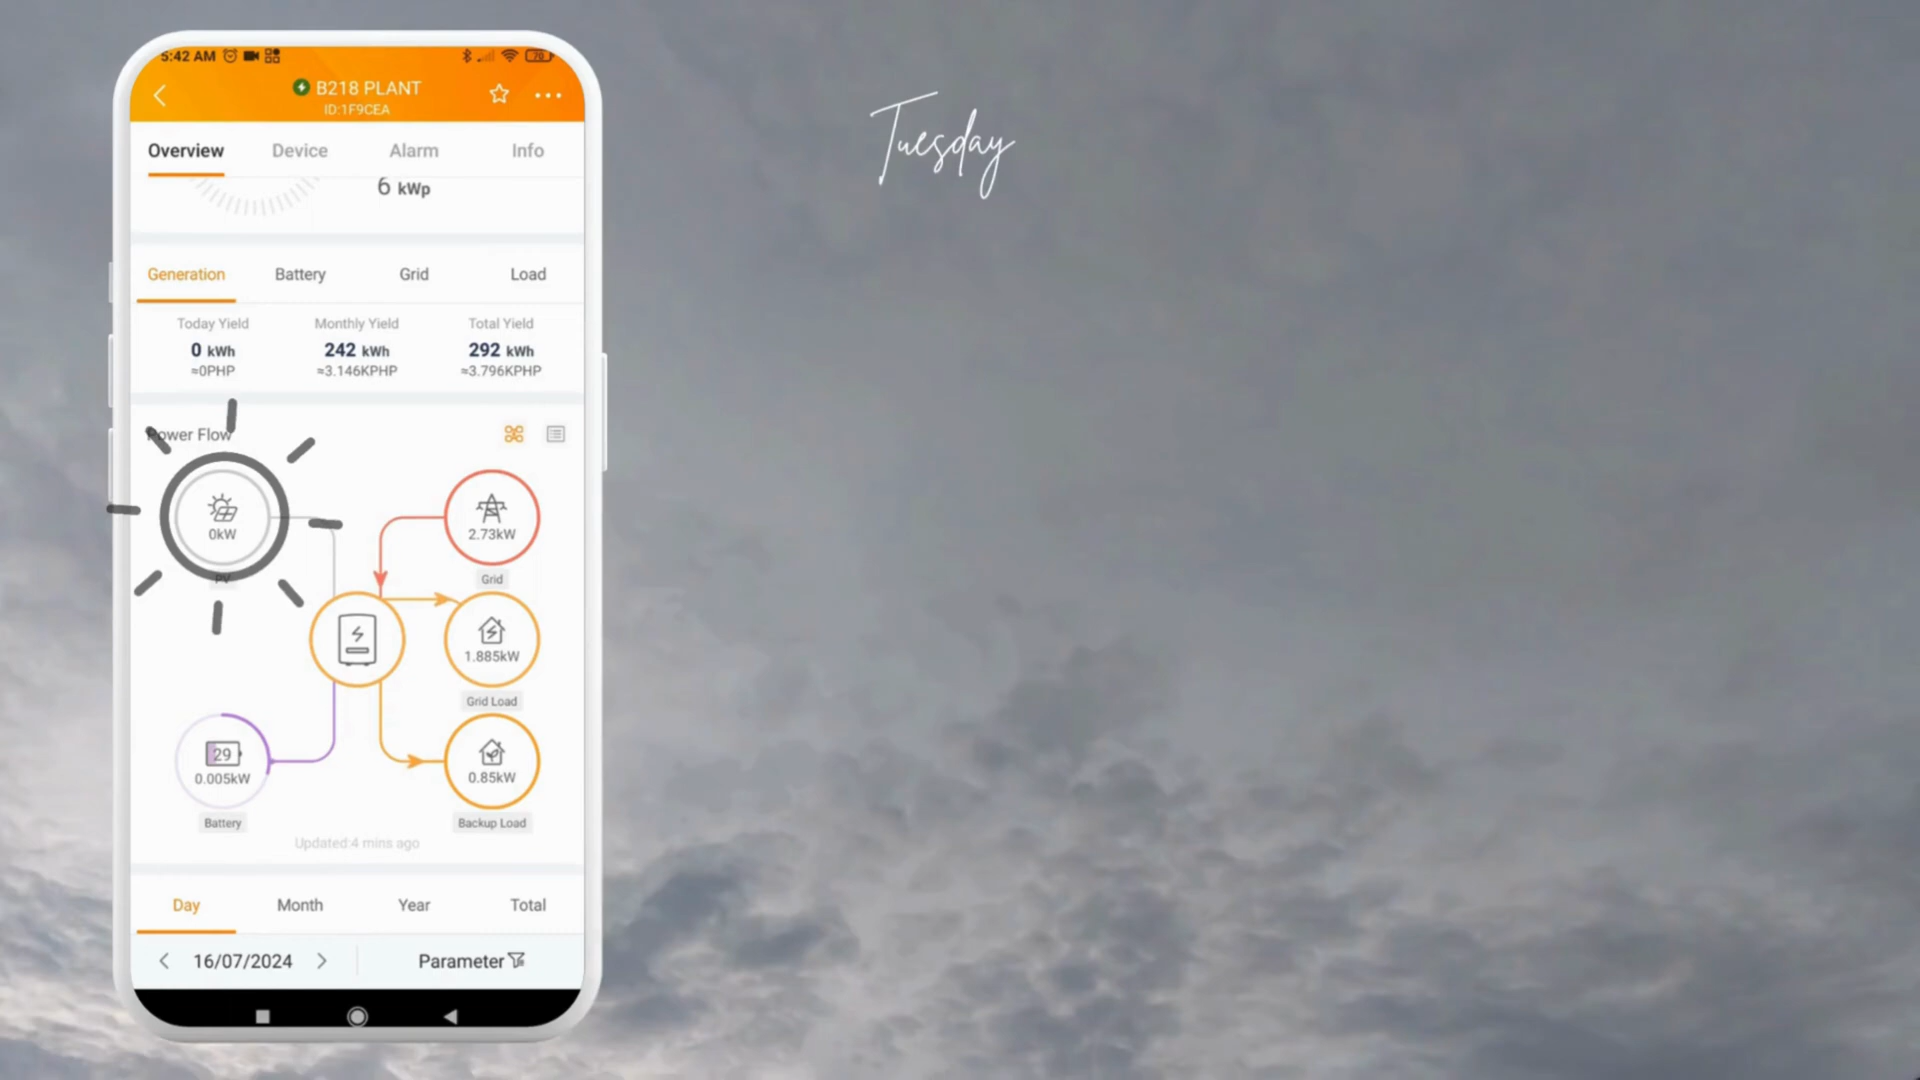 5:42 AM
70
B218 PLANT
ID:1F9CEA
Overview Device Alarm Info
6 kWp
Generation Battery Grid Load
Today Yield Monthly Yield Total Yield
0 kWh 242 kWh 292 kWh
≈0PHP ≈3.146KPHP ≈3.796KPHP
Power Flow
0kW
PV
2.73kW
Grid
1.885kW
Grid Load
29
0.005kW
Battery
0.85kW
Backup Load
Updated:4 mins ago
Day Month Year Total
16/07/2024 Parameter
Tuesday